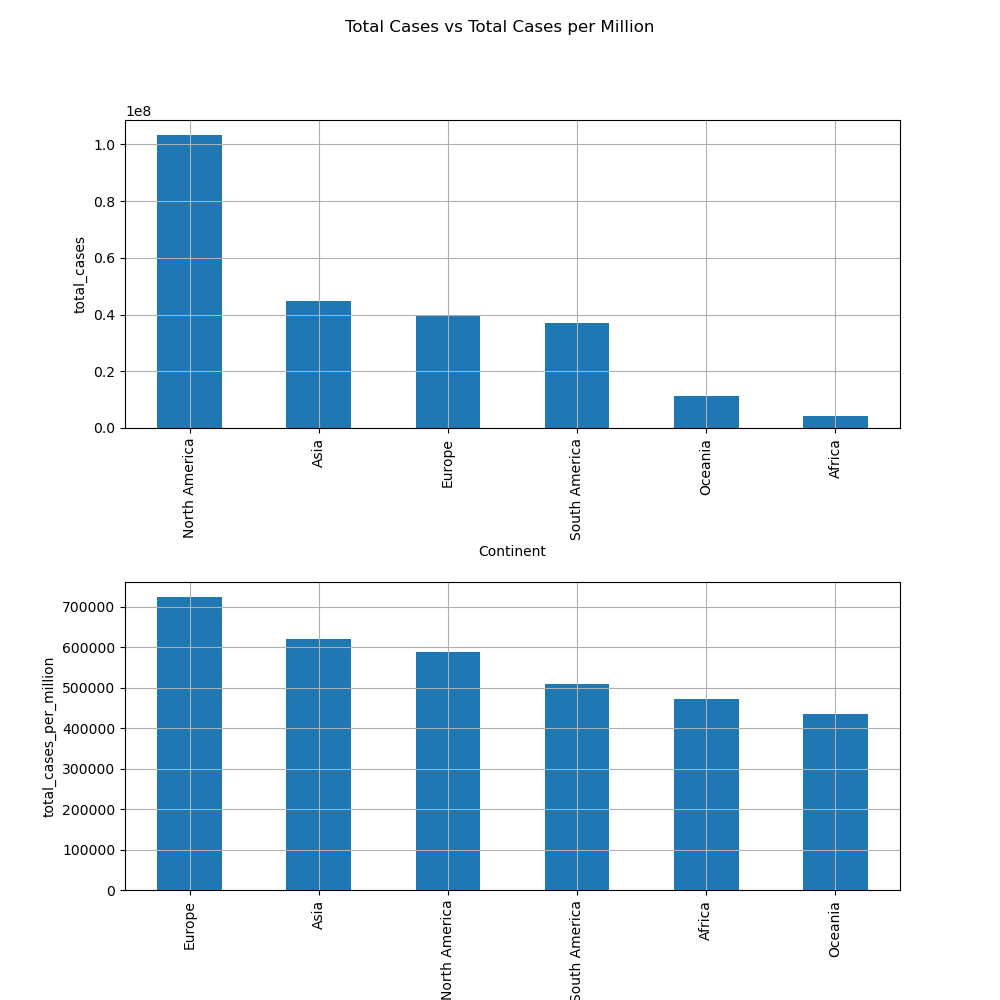 Total Cases vs Total Cases per Million
1e8
1.0
0.8
0.6
0.4
0.2
0.0
total_cases
North America
Asia
Europe
South America
Oceania
Africa
Continent
700000
600000
500000
400000
300000
200000
100000
0
total_cases_per_million
Europe
Asia
North America
South America
Africa
Oceania